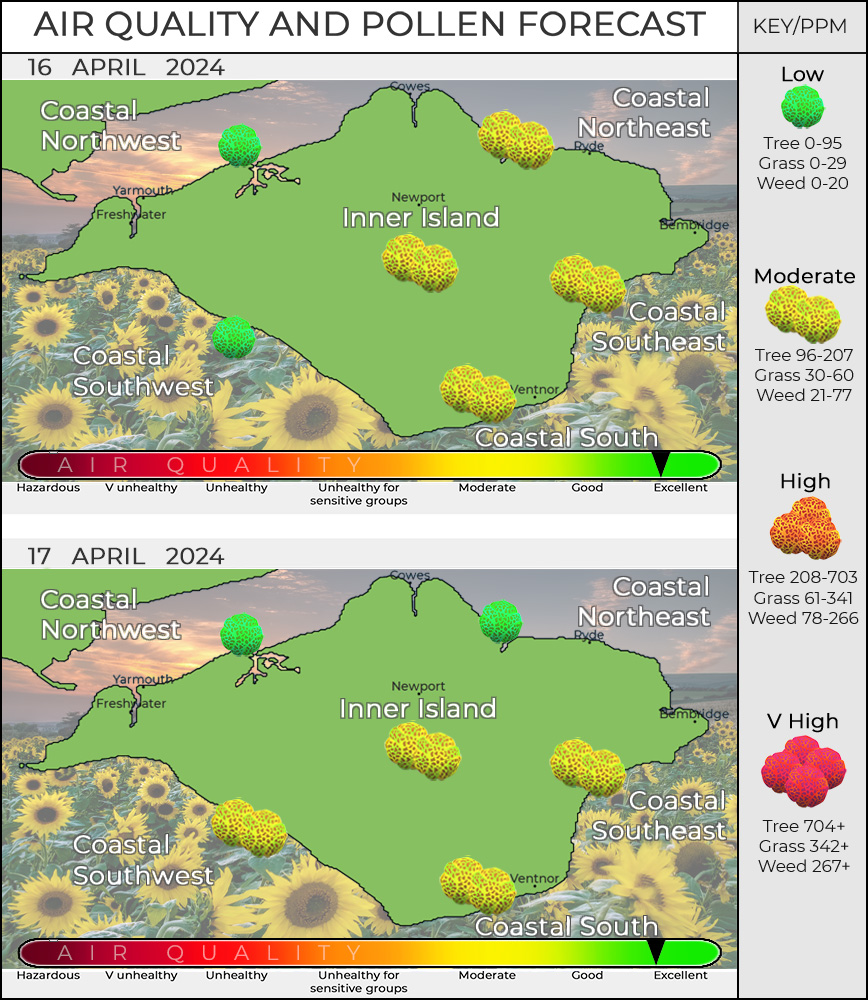 AIR QUALITY AND POLLEN FORECAST
KEY/PPM
16 APRIL 2024
Cowes
Coastal
Northwest
Coastal
Northeast
Ryde
Yarmouth
Freshwater
Newport
Inner Island
Bembridge
Coastal
Southeast
Coastal
Southwest
Ventnor
Coastal South
AIR QUALITY
Hazardous
V unhealthy
Unhealthy
Unhealthy for
sensitive groups
Moderate
Good
Excellent
17 APRIL 2024
Cowes
Coastal
Northwest
Coastal
Northeast
Ryde
Yarmouth
Freshwater
Newport
Inner Island
Bembridge
Coastal
Southeast
Coastal
Southwest
Ventnor
Coastal South
AIR QUALITY
Hazardous
V unhealthy
Unhealthy
Unhealthy for
sensitive groups
Moderate
Good
Excellent
Low
Tree 0-95
Grass 0-29
Weed 0-20
Moderate
Tree 96-207
Grass 30-60
Weed 21-77
High
Tree 208-703
Grass 61-341
Weed 78-266
V High
Tree 704+
Grass 342+
Weed 267+